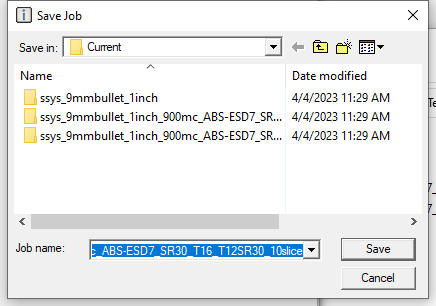 Save Job
Save in: Current
Name Date modified
ssys_9mmbullet_1inch 4/4/2023 11:29 AM
ssys_9mmbullet_1inch_900mc_ABS-ESD7_SR... 4/4/2023 11:29 AM
ssys_9mmbullet_1inch_900mc_ABS-ESD7_SR... 4/4/2023 11:29 AM
Job name: c_ABS-ESD7_SR30_T16_T12SR30_10slice Save
Cancel